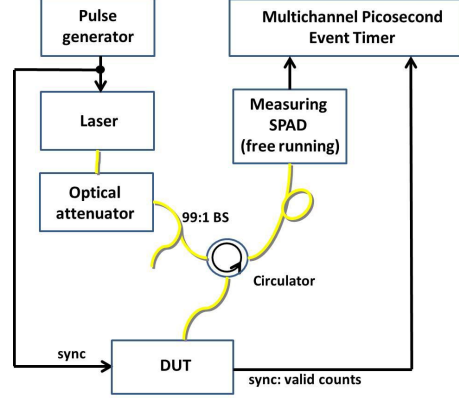 Pulse
generator
Multichannel Picosecond
Event Timer
Laser
Measuring
SPAD
(free running)
Optical
attenuator
99:1 BS
Circulator
sync
DUT
sync: valid counts